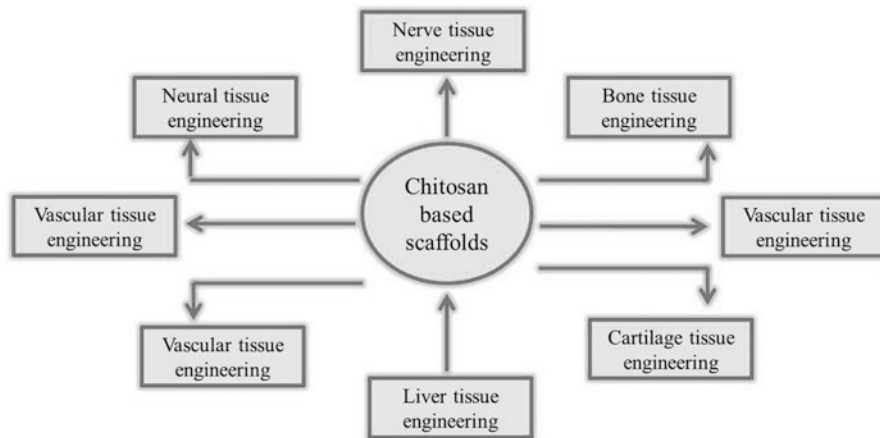 Nerve tissue
engineering
Neural tissue
engineering
Bone tissue
engineering
Chitosan
based
scaffolds
Vascular tissue
engineering
Vascular tissue
engineering
Vascular tissue
engineering
Cartilage tissue
engineering
Liver tissue
engineering